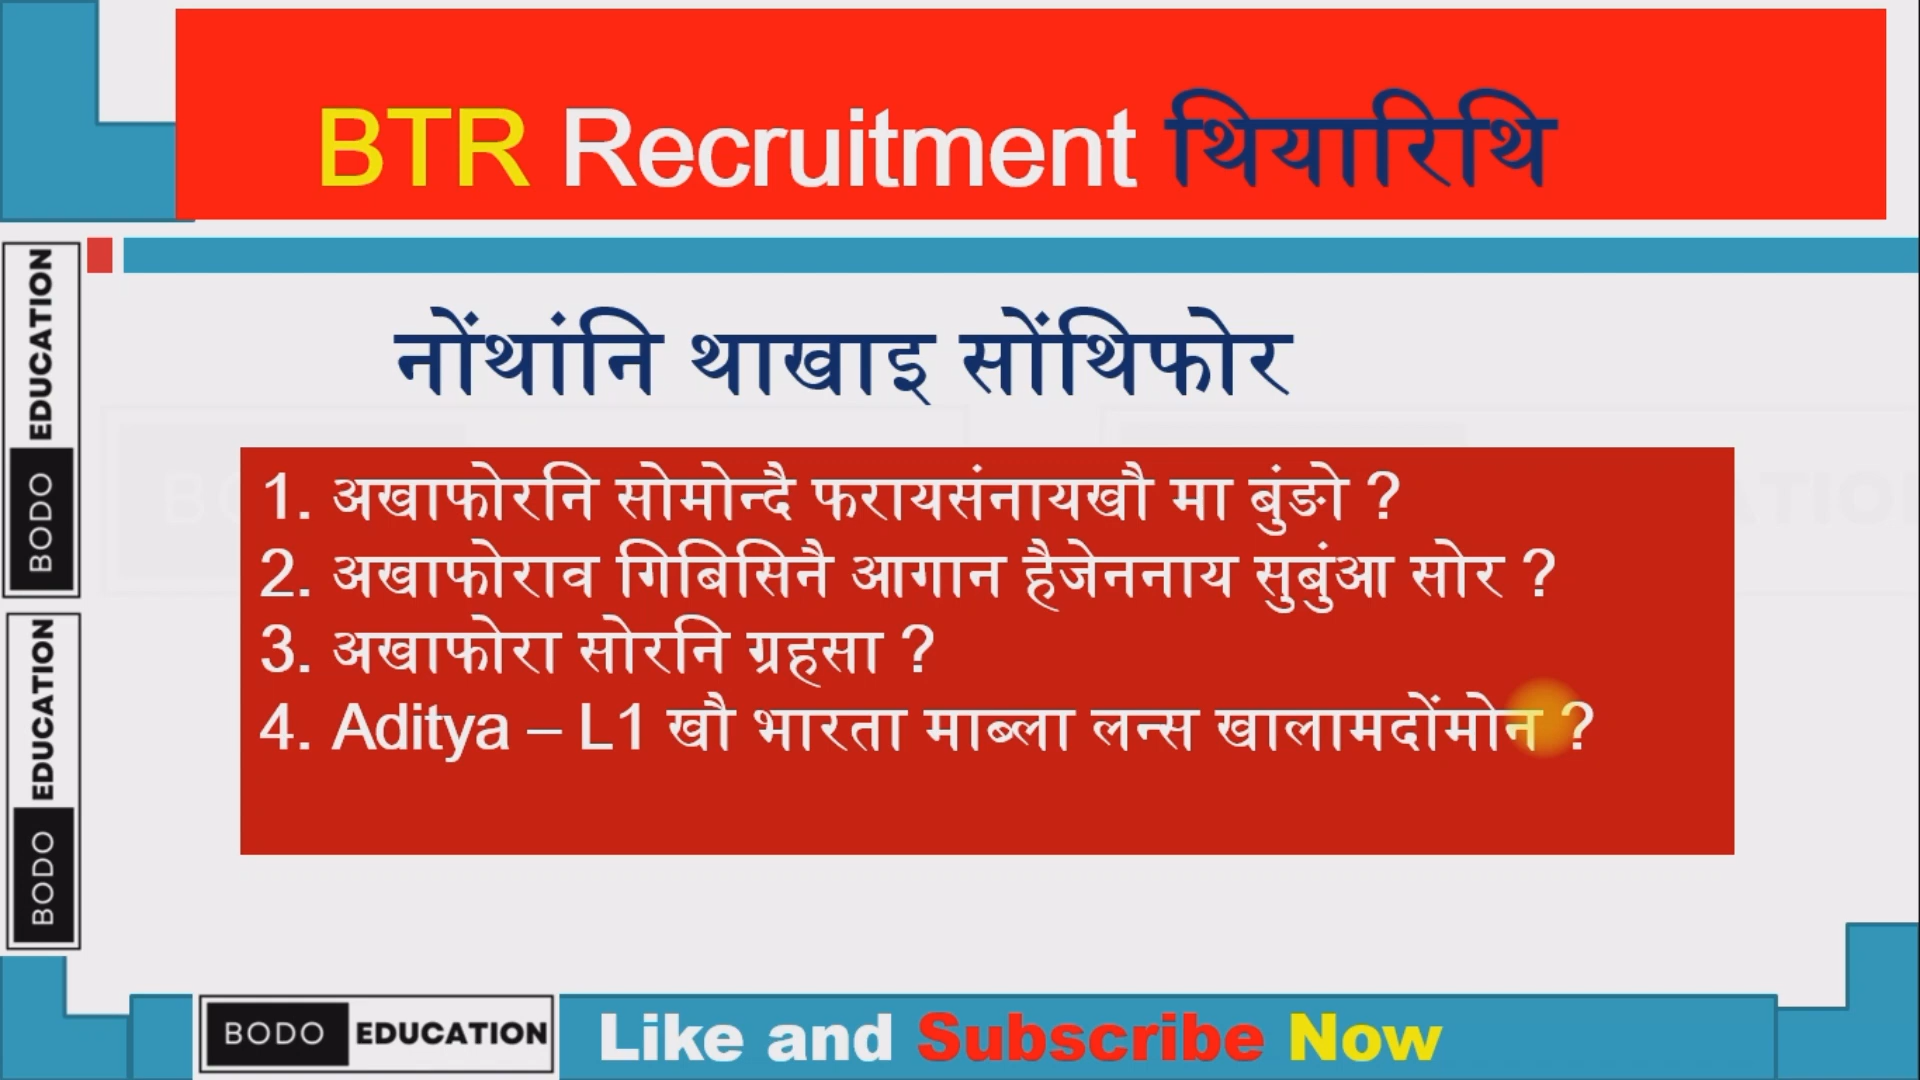 BTR Recruitment थियारिथि
नोंथांनि थाखाइ सोंथिफोर
1. अखाफोरनि सोमोन्दै फरायसंनायखौ मा बुंङो ?
2. अखाफोराव गिबिसिनै आगान हैजेननाय सुबुंआ सोर ?
3. अखाफोरा सोरनि ग्रहसा ?
4. Aditya – L1 खौ भारता माब्ला लन्स खालामदोंमोन ?
BODO EDUCATION
BODO EDUCATION
BODO EDUCATION
Like and Subscribe Now